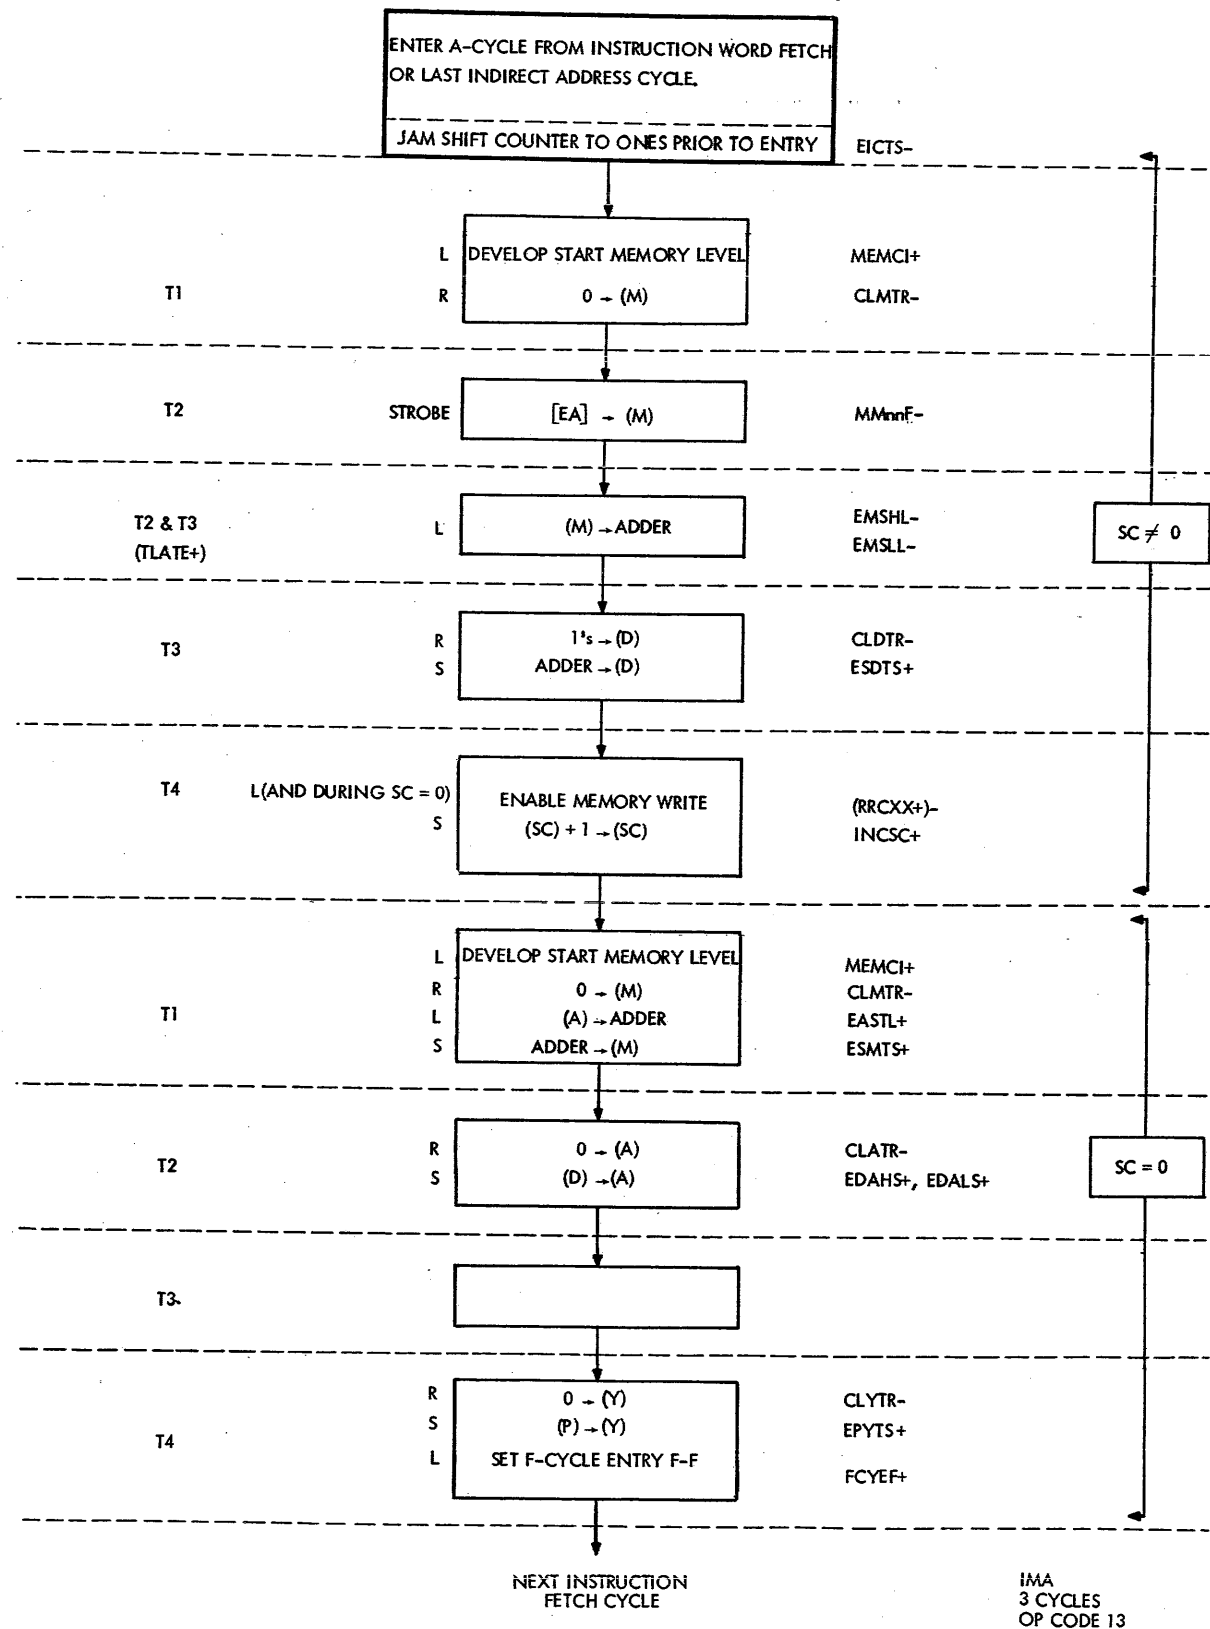 ENTER A-CYCLE FROM INSTRUCTION WORD FETCH
OR LAST INDIRECT ADDRESS CYCLE.
JAM SHIFT COUNTER TO ONES PRIOR TO ENTRY
EICTS-
L
DEVELOP START MEMORY LEVEL
MEMCI+
T1
R
0 → (M)
CLMTR-
T2
STROBE
[EA] → (M)
MMnnF-
T2 & T3
(TLATE+)
L
(M) → ADDER
EMSHL-
EMSLL-
SC ≠ 0
T3
R
1's → (D)
CLDTR-
S
ADDER → (D)
ESDTS+
T4
L(AND DURING SC = 0)
ENABLE MEMORY WRITE
(RRCXX+)-
S
(SC) + 1 → (SC)
INCSC+
L
DEVELOP START MEMORY LEVEL
MEMCI+
R
0 → (M)
CLMTR-
T1
L
(A) → ADDER
EASTL+
S
ADDER → (M)
ESMTS+
T2
R
0 → (A)
CLATR-
S
(D) → (A)
EDAHS+, EDALS+
SC = 0
T3
R
0 → (Y)
CLYTR-
T4
S
(P) → (Y)
EPYTS+
L
SET F-CYCLE ENTRY F-F
FCYEF+
NEXT INSTRUCTION
FETCH CYCLE
IMA
3 CYCLES
OP CODE 13